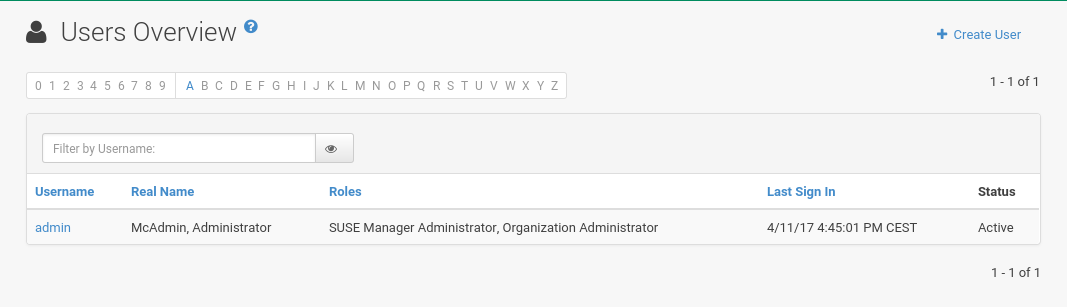 Users Overview ?
Create User
0 1 2 3 4 5 6 7 8 9 A B C D E F G H I J K L M N O P Q R S T U V W X Y Z
1 - 1 of 1
Filter by Username:
Username Real Name Roles Last Sign In Status
admin McAdmin, Administrator SUSE Manager Administrator, Organization Administrator 4/11/17 4:45:01 PM CEST Active
1 - 1 of 1